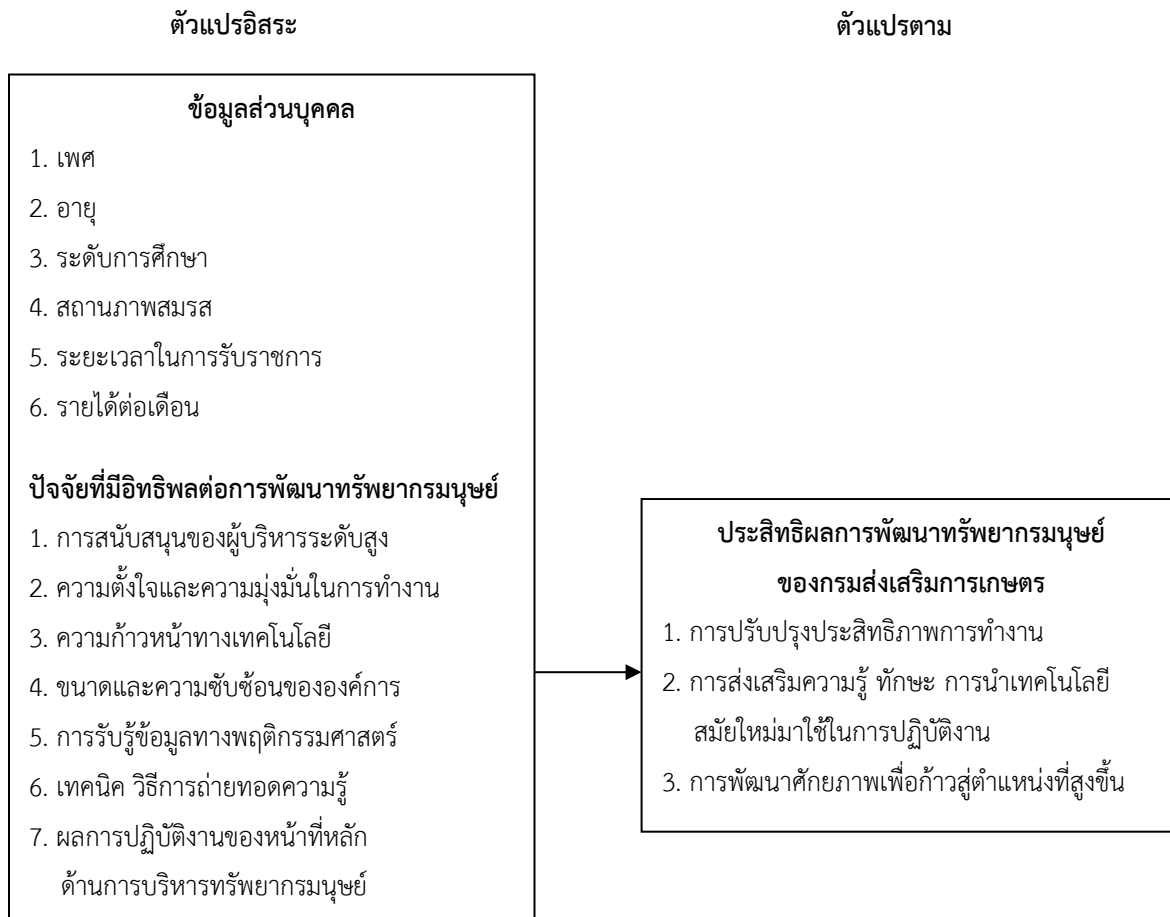 ตัวแปรอิสระ
ตัวแปรตาม
ข้อมูลส่วนบุคคล
1. เพศ
2. อายุ
3. ระดับการศึกษา
4. สถานภาพสมรส
5. ระยะเวลาในการรับราชการ
6. รายได้ต่อเดือน
ปัจจัยที่มีอิทธิพลต่อการพัฒนาทรัพยากรมนุษย์
1. การสนับสนุนของผู้บริหารระดับสูง
2. ความตั้งใจและความมุ่งมั่นในการทำงาน
3. ความก้าวหน้าทางเทคโนโลยี
4. ขนาดและความซับซ้อนขององค์การ
5. การรับรู้ข้อมูลทางพฤติกรรมศาสตร์
6. เทคนิค วิธีการถ่ายทอดความรู้
7. ผลการปฏิบัติงานของหน้าที่หลัก
ด้านการบริหารทรัพยากรมนุษย์
ประสิทธิผลการพัฒนาทรัพยากรมนุษย์
ของกรมส่งเสริมการเกษตร
1. การปรับปรุงประสิทธิภาพการทำงาน
2. การส่งเสริมความรู้ ทักษะ การนำเทคโนโลยี
สมัยใหม่มาใช้ในการปฏิบัติงาน
3. การพัฒนาศักยภาพเพื่อก้าวสู่ตำแหน่งที่สูงขึ้น